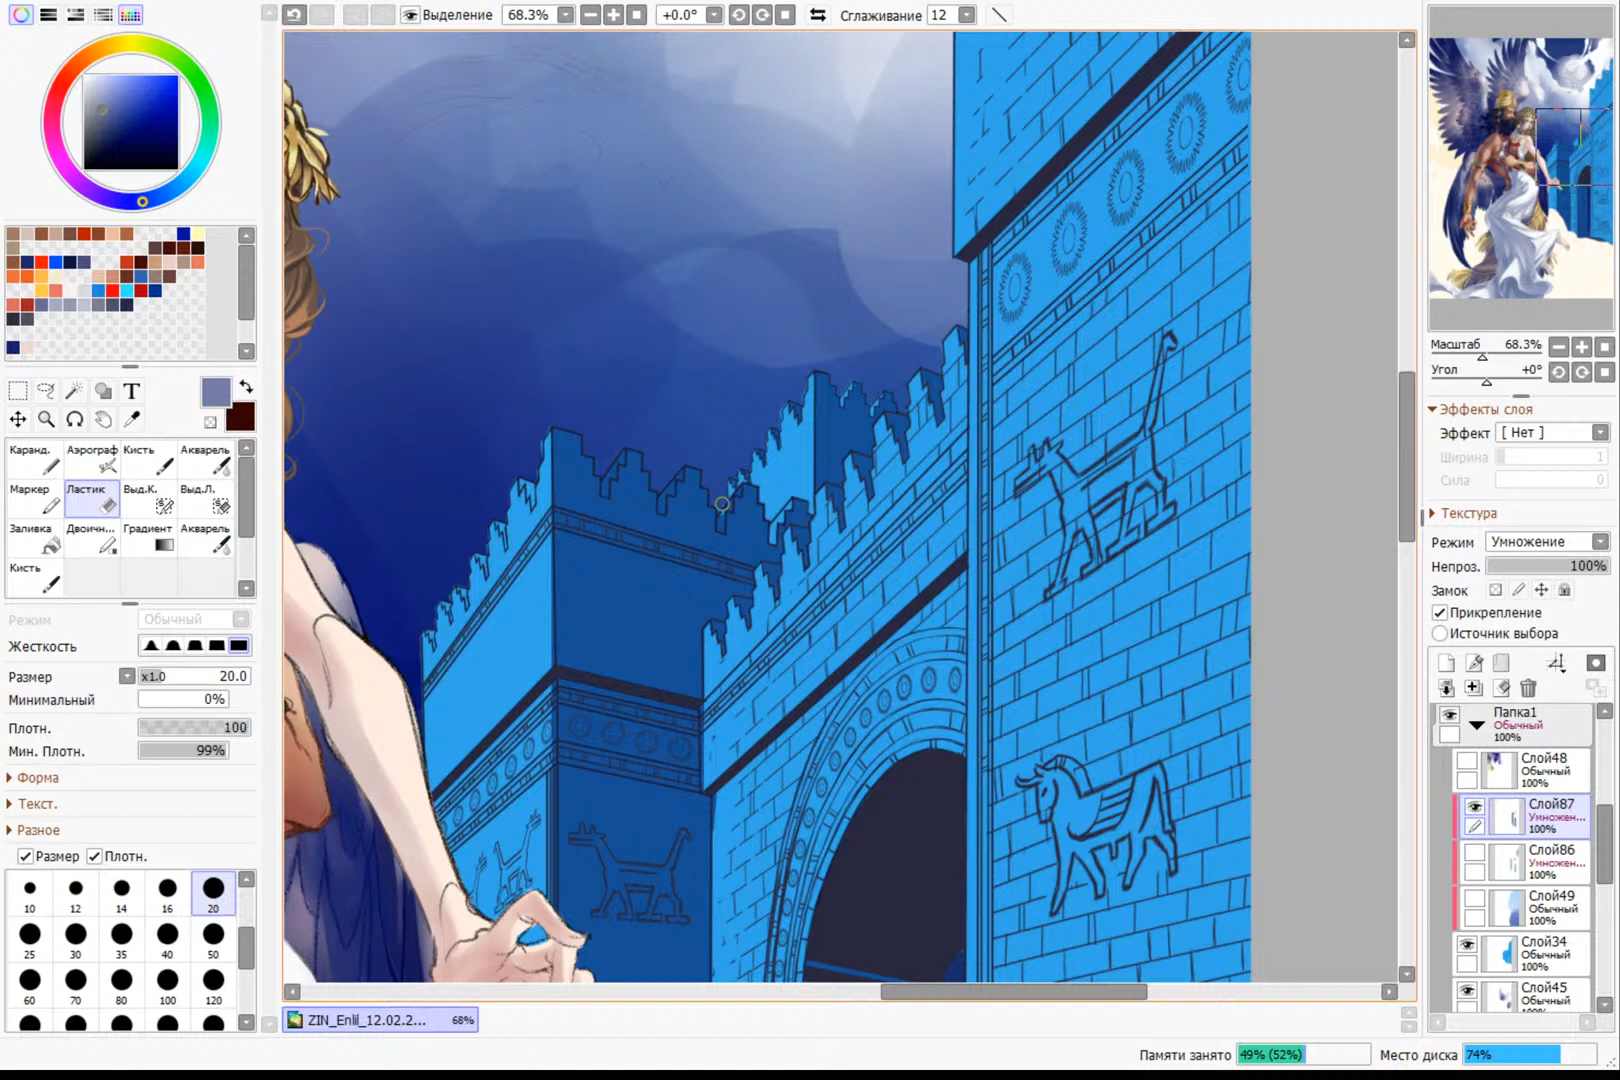 Выделение 68.3% +0.0° Сглаживание 12
Каранд. Аэрограф Кисть Акварель
Маркер Ластик Выд.К. Выд.Л.
Заливка Двоичн... Градиент Акварель
Кисть
Режим Обычный
Жесткость
Размер x1.0 20.0
Минимальный 0%
Плотн. 100
Мин. Плотн. 99%
Форма
Текст.
Разное
Размер Плотн.
10 12 14 16 20
25 30 35 40 50
60 70 80 100 120
ZIN_Enlil_12.02.2... 68%
Масштаб 68.3%
Угол +0°
Эффекты слоя
Эффект [ Нет ]
Ширина 1
Сила 0
Текстура
Режим Умножение
Непроз. 100%
Замок
Прикрепление
Источник выбора
Папка1
Обычный
100%
Слой48
Обычный
100%
Слой87
Умножен...
100%
Слой86
Умножен...
100%
Слой49
Обычный
100%
Слой34
Обычный
100%
Слой45
Обычный
100%
Памяти занято 49% (52%) Место диска 74%